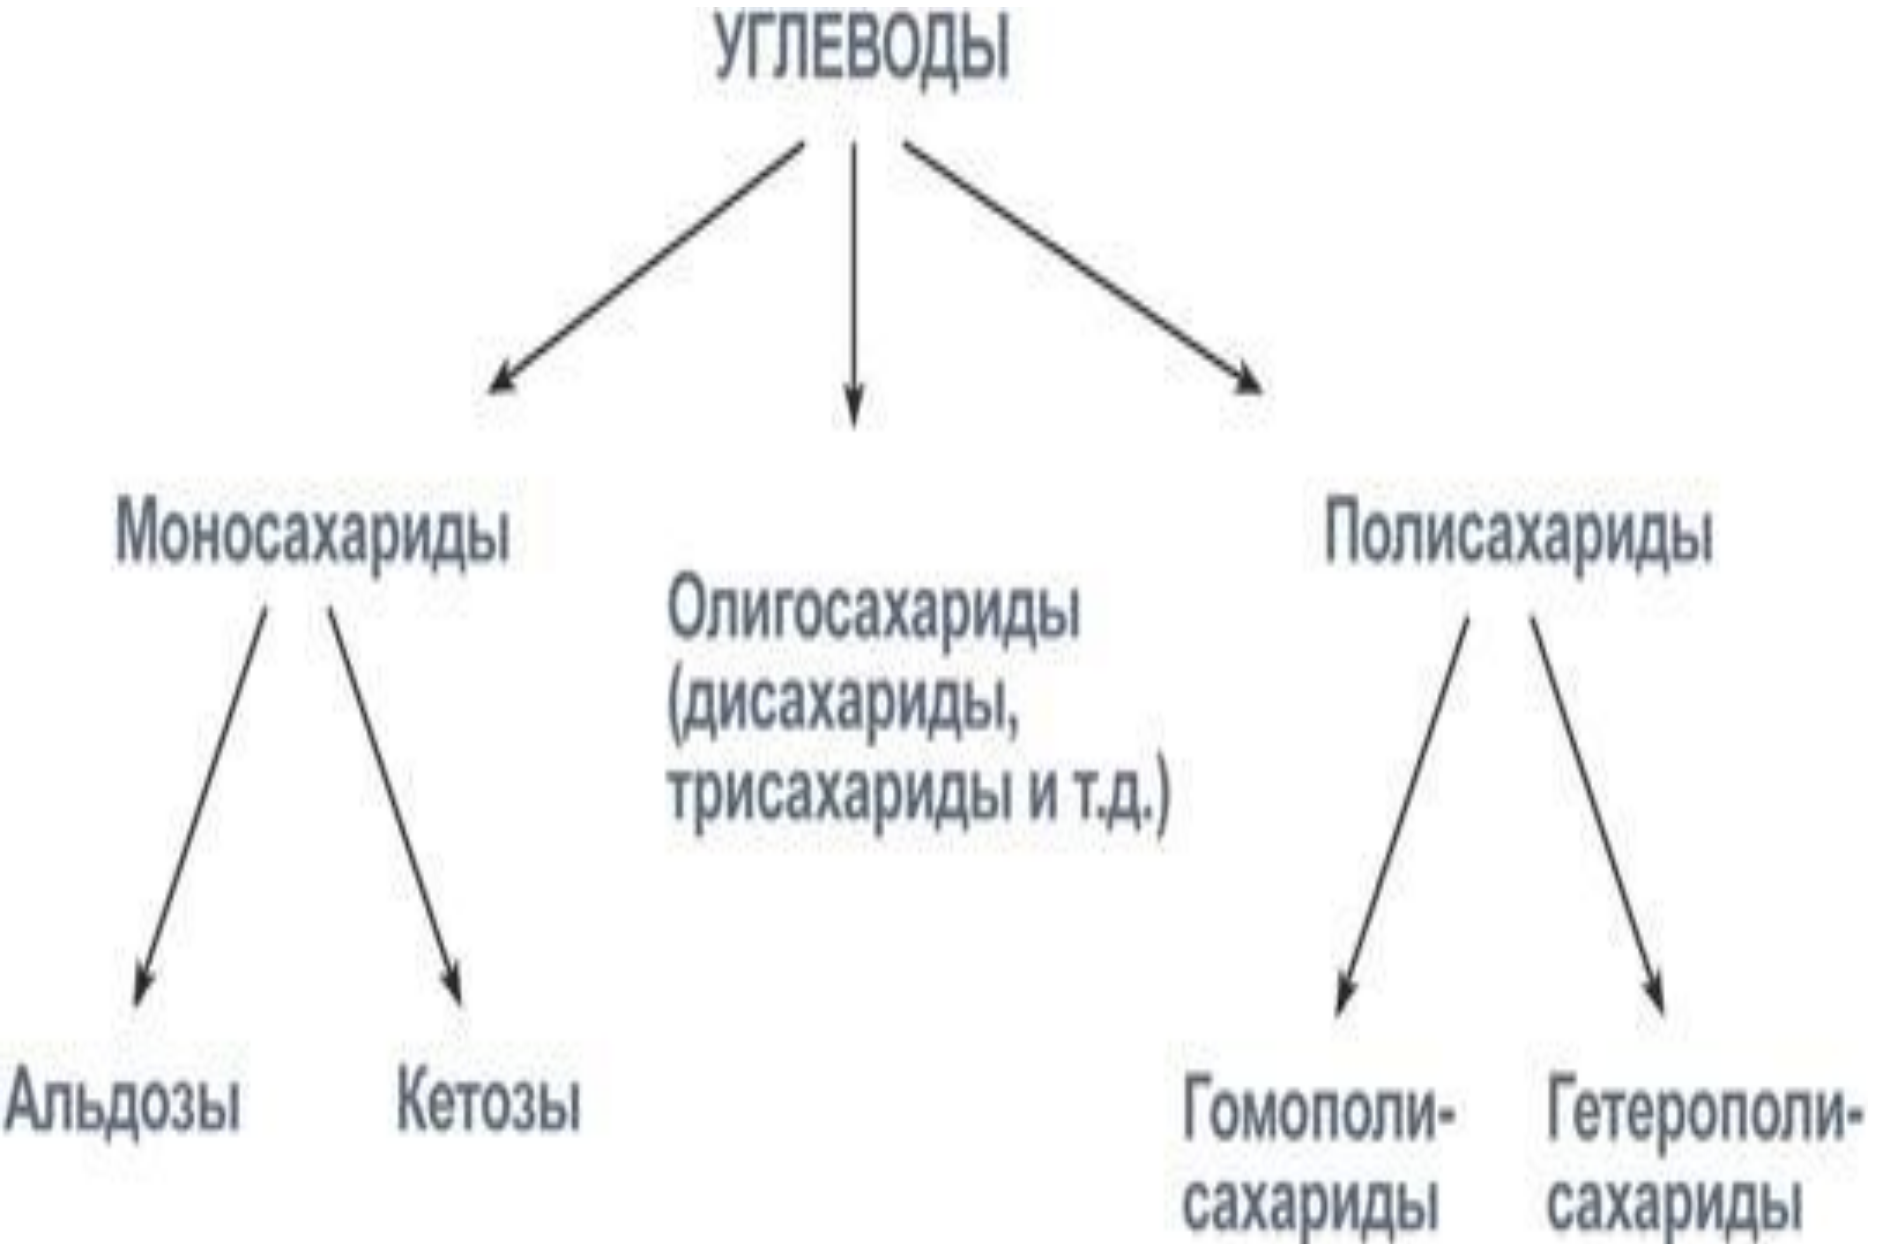 УГЛЕВОДЫ
Моносахариды
Олигосахариды
(дисахариды,
трисахариды и т.д.)
Полисахариды
Альдозы
Кетозы
Гомополи-
сахариды
Гетерополи-
сахариды